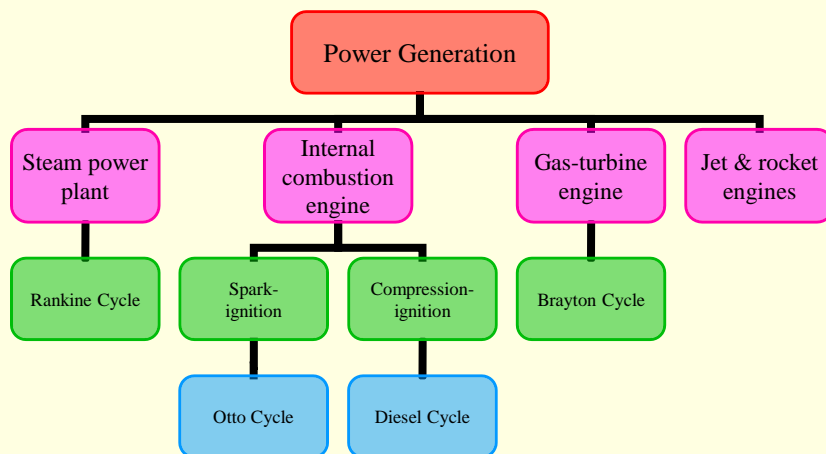 Power Generation
Steam power
plant
Internal
combustion
engine
Gas-turbine
engine
Jet & rocket
engines
Rankine Cycle
Spark-
ignition
Compression-
ignition
Brayton Cycle
Otto Cycle
Diesel Cycle